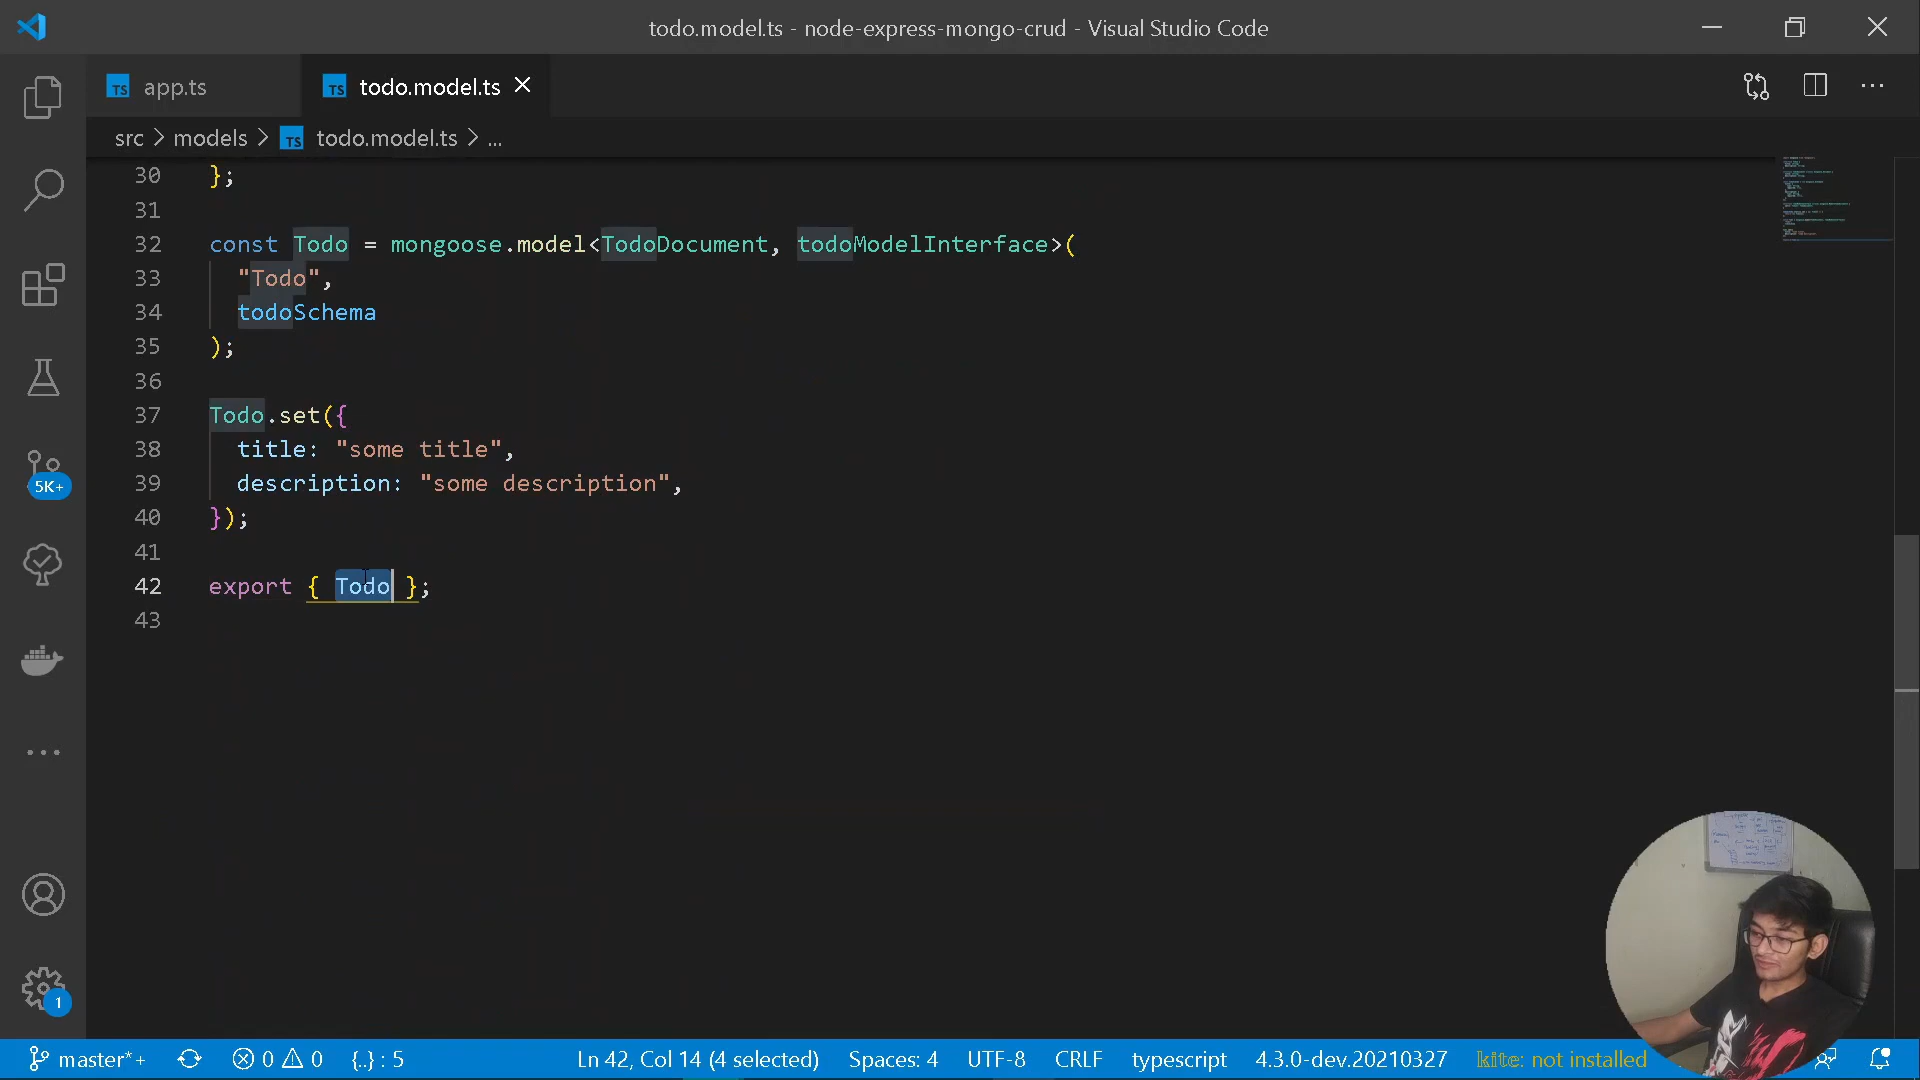 todo.model.ts - node-express-mongo-crud - Visual Studio Code
TS app.ts
TS todo.model.ts
src > models > TS todo.model.ts > ...
30 };
31
32 const Todo = mongoose.model<TodoDocument, todoModelInterface>(
33 "Todo",
34 todoSchema
35 );
36
37 Todo.set({
38 title: "some title",
39 description: "some description",
40 });
41
42 export { Todo };
43
5K+
1
master*+ 0 0 {..} : 5 Ln 42, Col 14 (4 selected) Spaces: 4 UTF-8 CRLF typescript 4.3.0-dev.20210327 kite: not installed